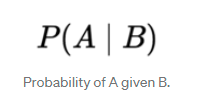 P(A | B)
Probability of A given B.